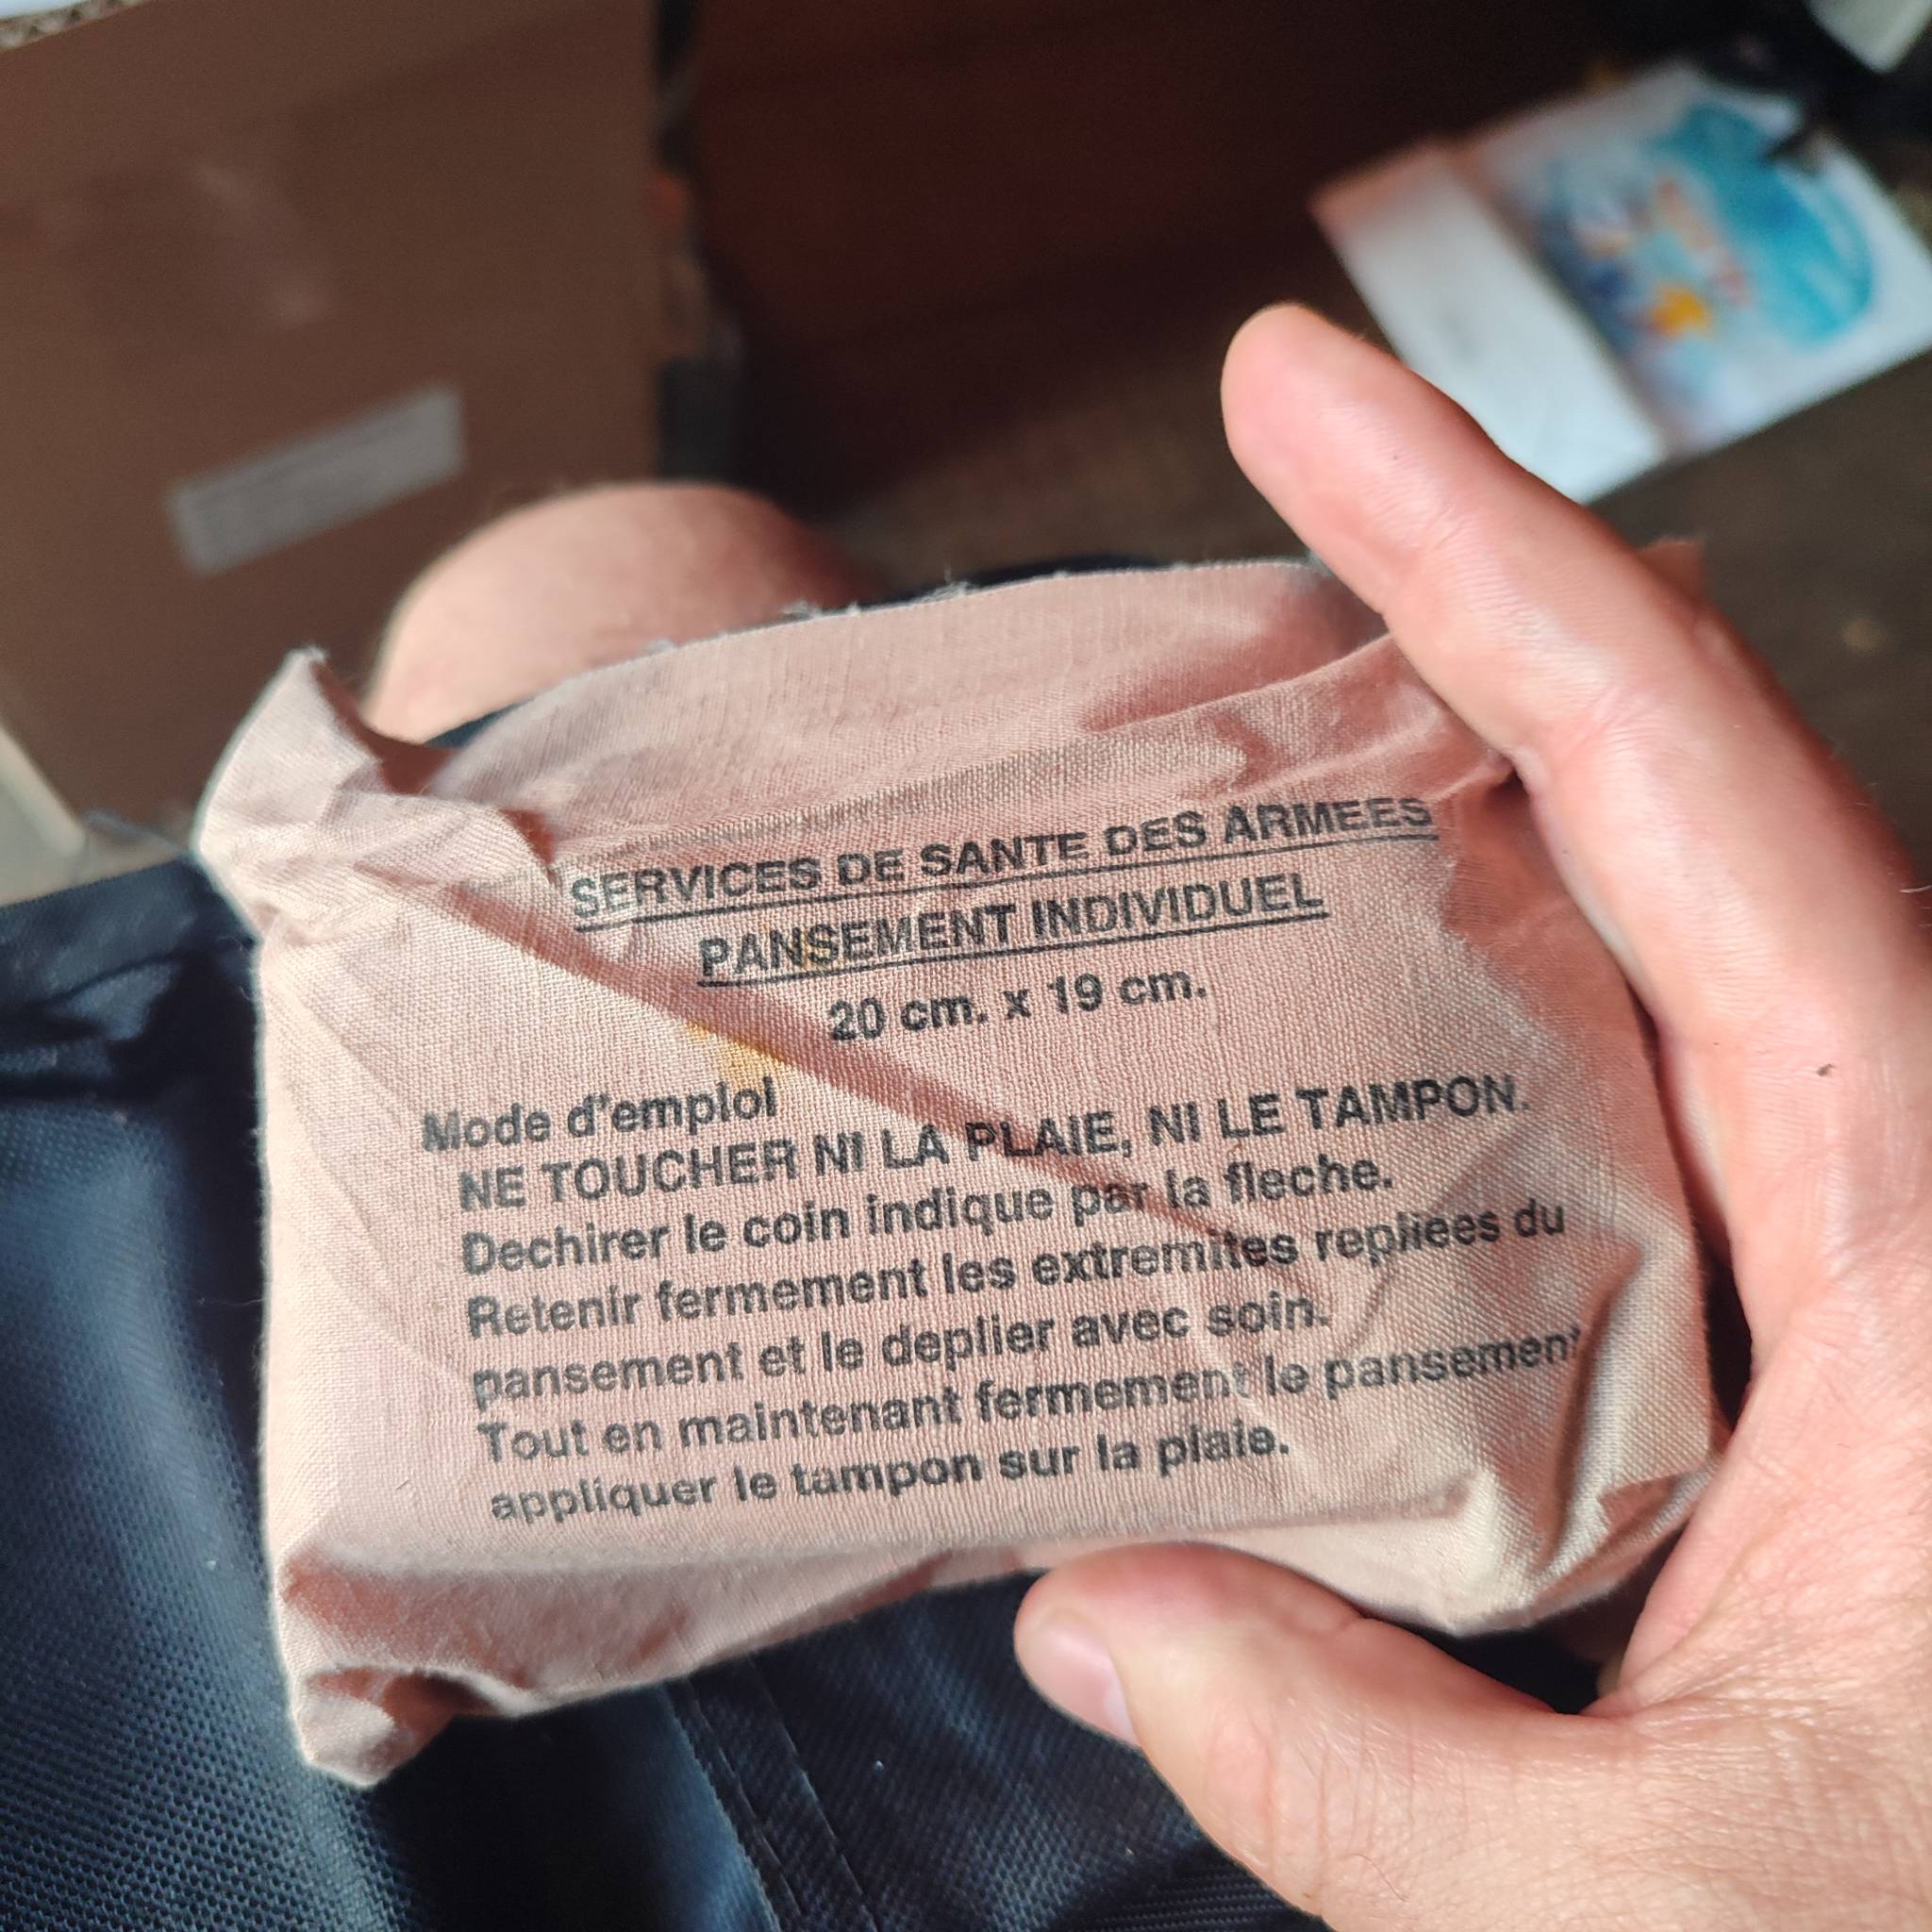 SERVICES DE SANTE DES ARMEES
PANSEMENT INDIVIDUEL
20 cm. x 19 cm.
Mode d'emploi
NE TOUCHER NI LA PLAIE, NI LE TAMPON.
Dechirer le coin indique par la fleche.
Retenir fermement les extremites repliees du
pansement et le deplier avec soin.
Tout en maintenant fermement le pansement
appliquer le tampon sur la plaie.